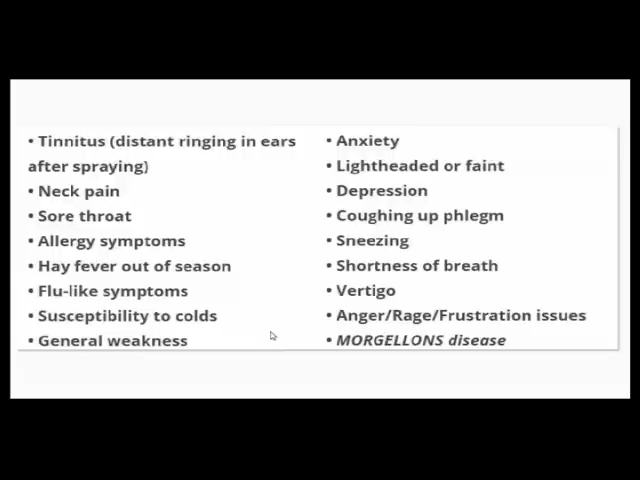 • Tinnitus (distant ringing in ears
after spraying)
• Neck pain
• Sore throat
• Allergy symptoms
• Hay fever out of season
• Flu-like symptoms
• Susceptibility to colds
• General weakness
• Anxiety
• Lightheaded or faint
• Depression
• Coughing up phlegm
• Sneezing
• Shortness of breath
• Vertigo
• Anger/Rage/Frustration issues
• MORGELLONS disease